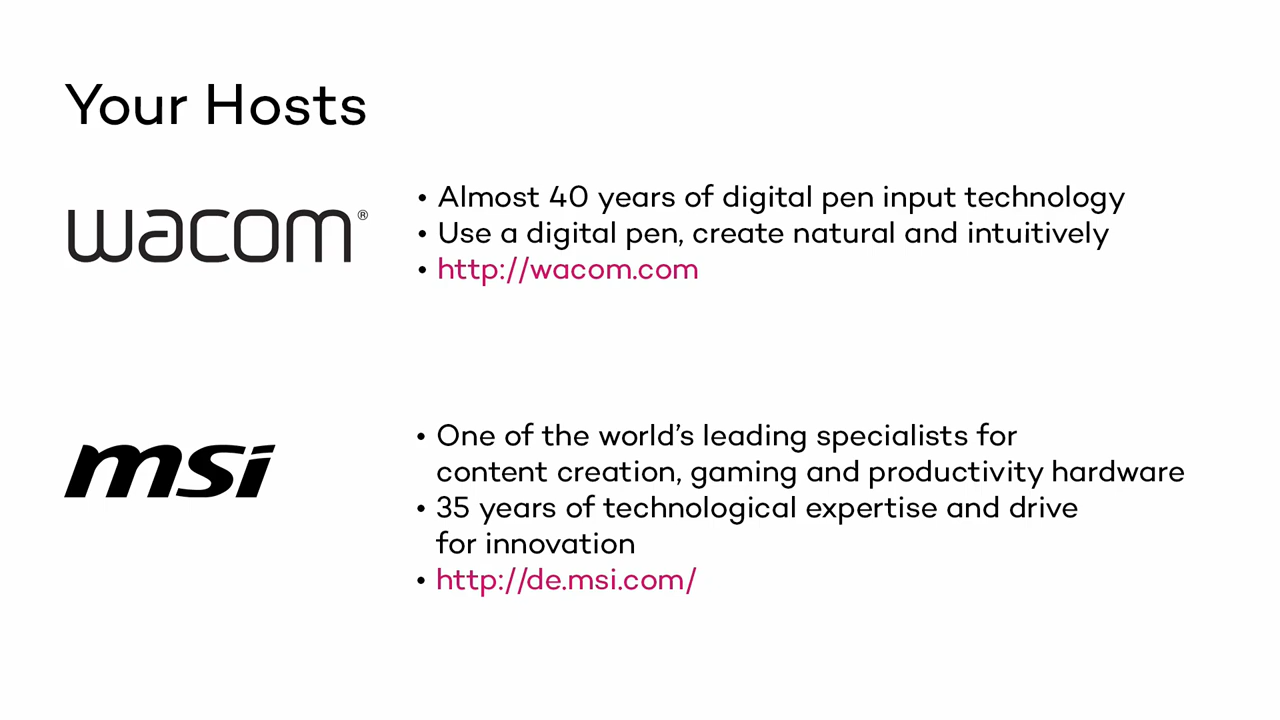 Your Hosts
wacom®
• Almost 40 years of digital pen input technology
• Use a digital pen, create natural and intuitively
• http://wacom.com
msi
• One of the world’s leading specialists for
content creation, gaming and productivity hardware
• 35 years of technological expertise and drive
for innovation
• http://de.msi.com/